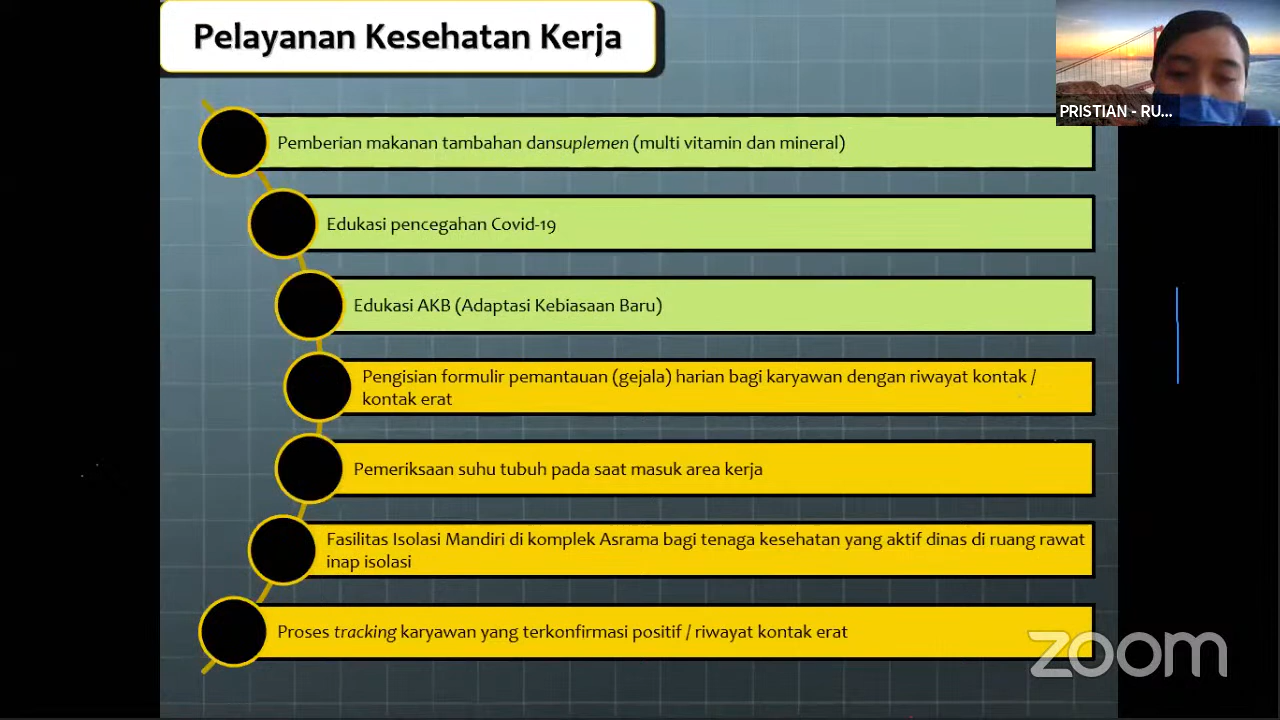 Pelayanan Kesehatan Kerja
PRISTIAN - RU...
Pemberian makanan tambahan dansuplemen (multi vitamin dan mineral)
Edukasi pencegahan Covid-19
Edukasi AKB (Adaptasi Kebiasaan Baru)
Pengisian formulir pemantauan (gejala) harian bagi karyawan dengan riwayat kontak /
kontak erat
Pemeriksaan suhu tubuh pada saat masuk area kerja
Fasilitas Isolasi Mandiri di komplek Asrama bagi tenaga kesehatan yang aktif dinas di ruang rawat
inap isolasi
Proses tracking karyawan yang terkonfirmasi positif / riwayat kontak erat
zoom